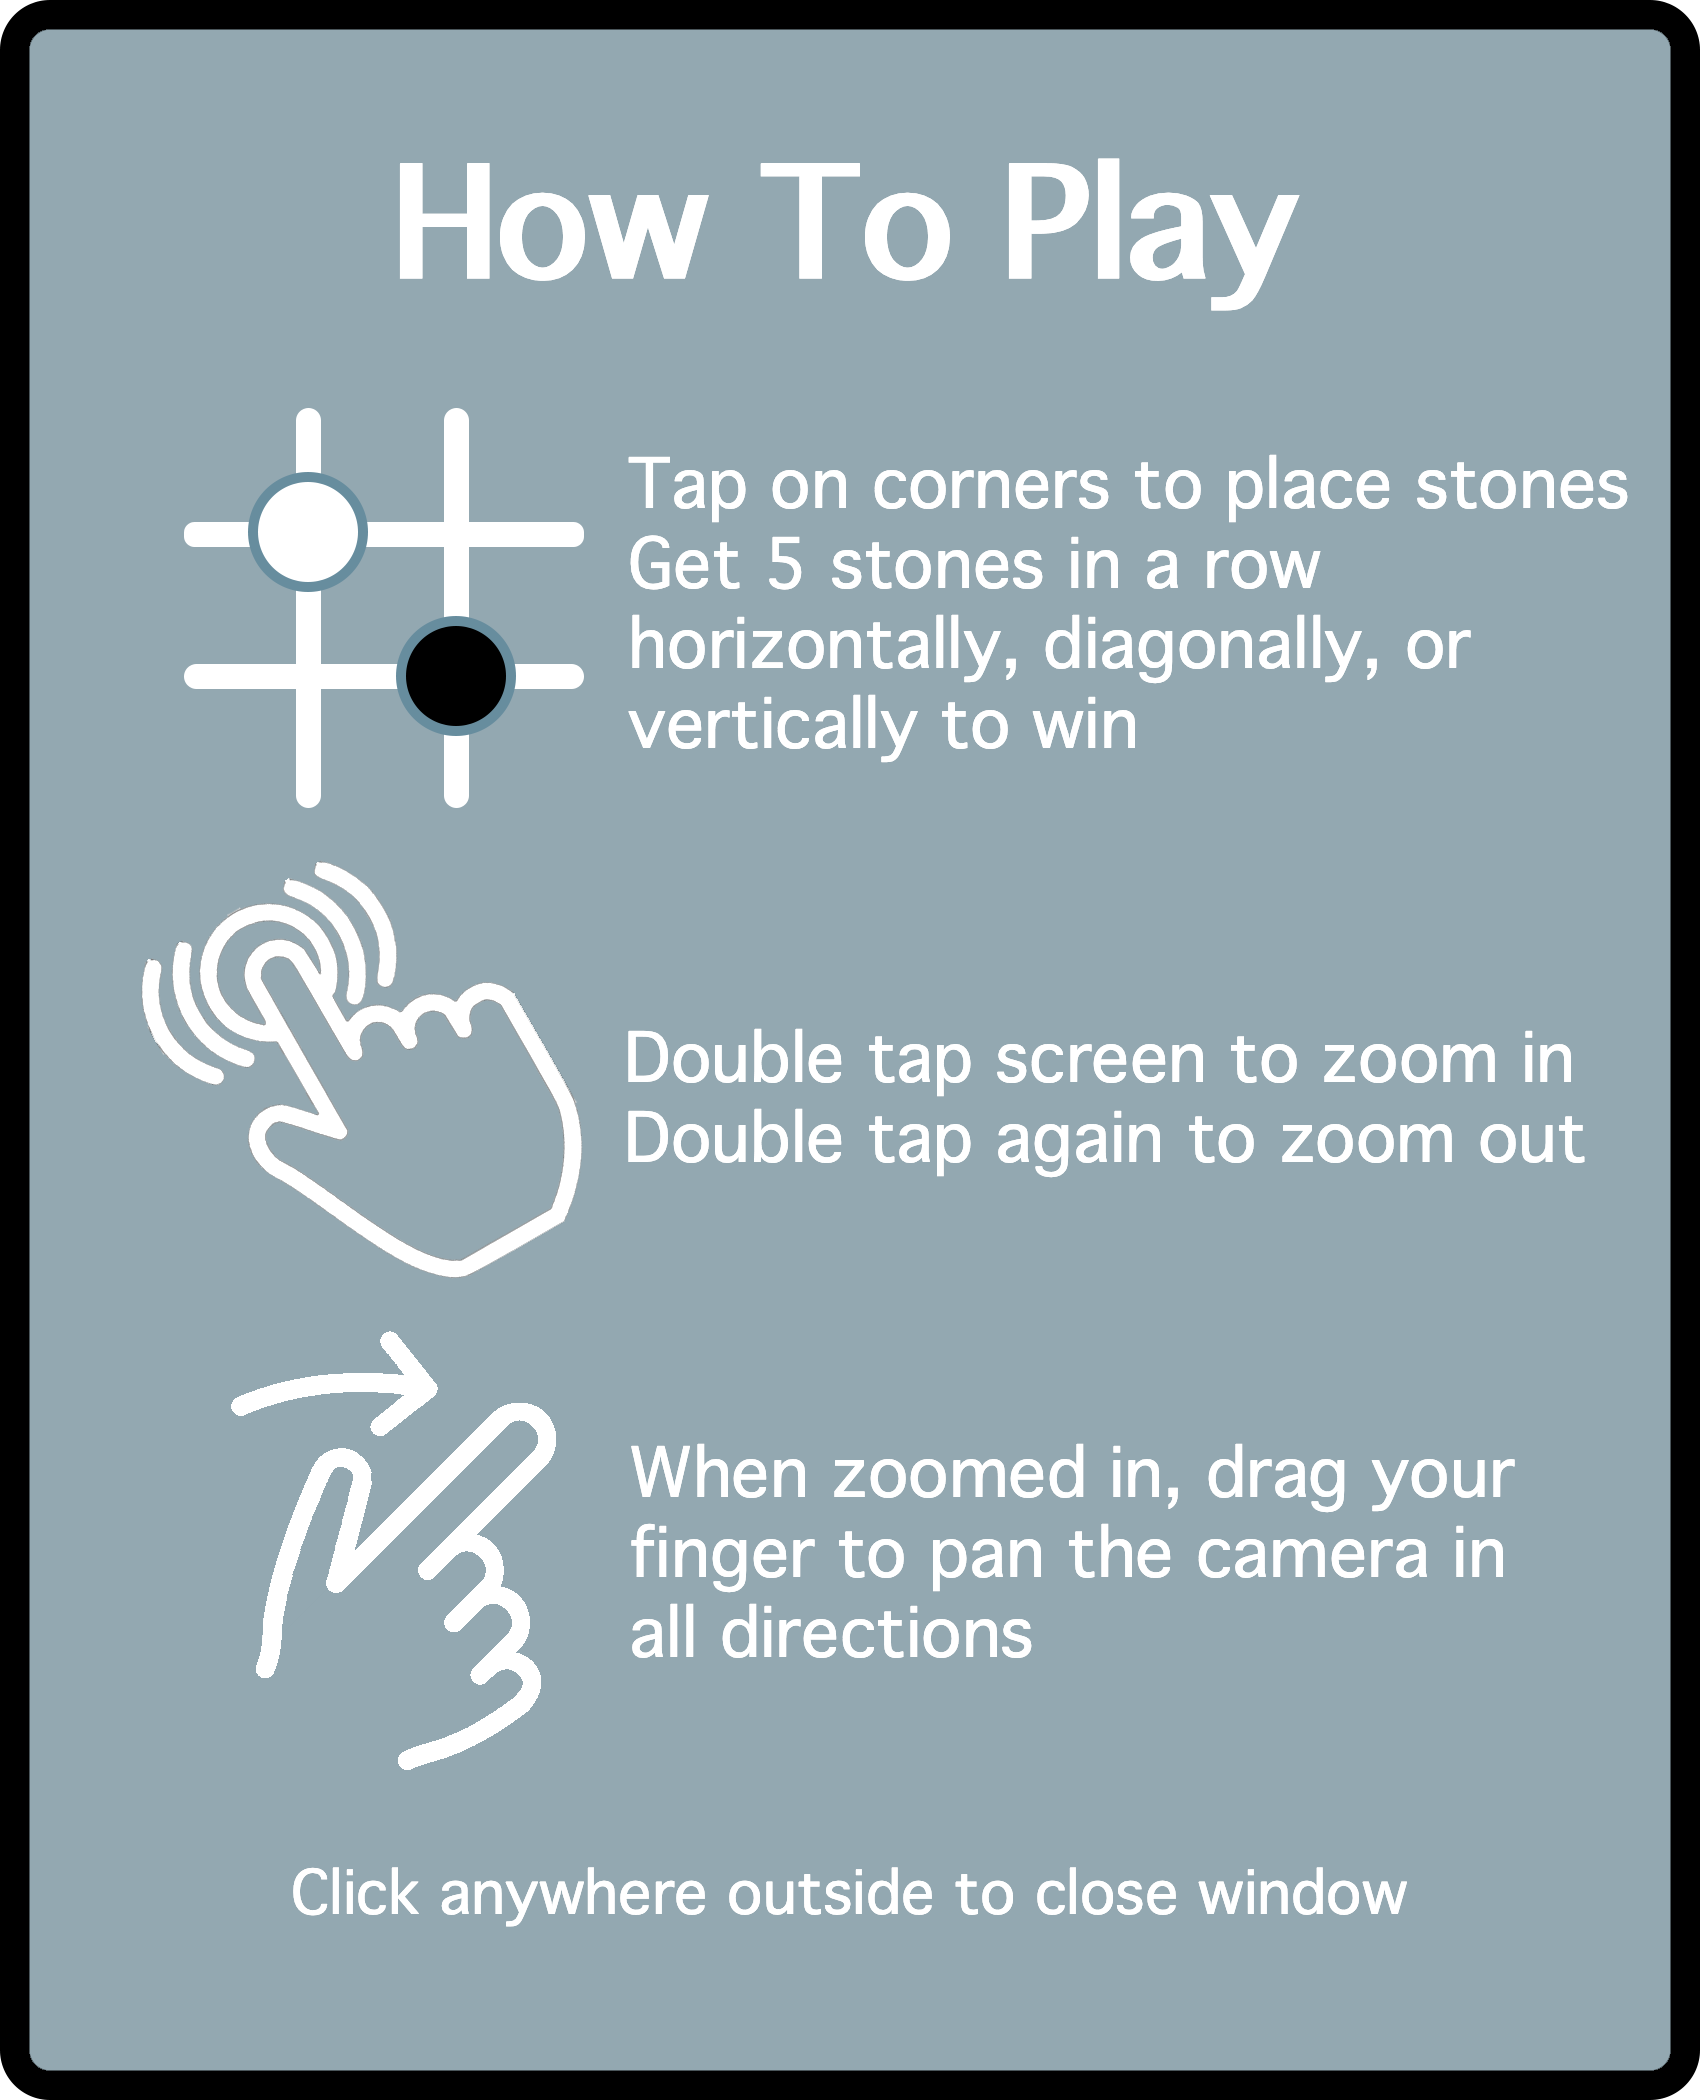 How To Play
Tap on corners to place stones
Get 5 stones in a row
horizontally, diagonally, or
vertically to win
Double tap screen to zoom in
Double tap again to zoom out
When zoomed in, drag your
finger to pan the camera in
all directions
Click anywhere outside to close window